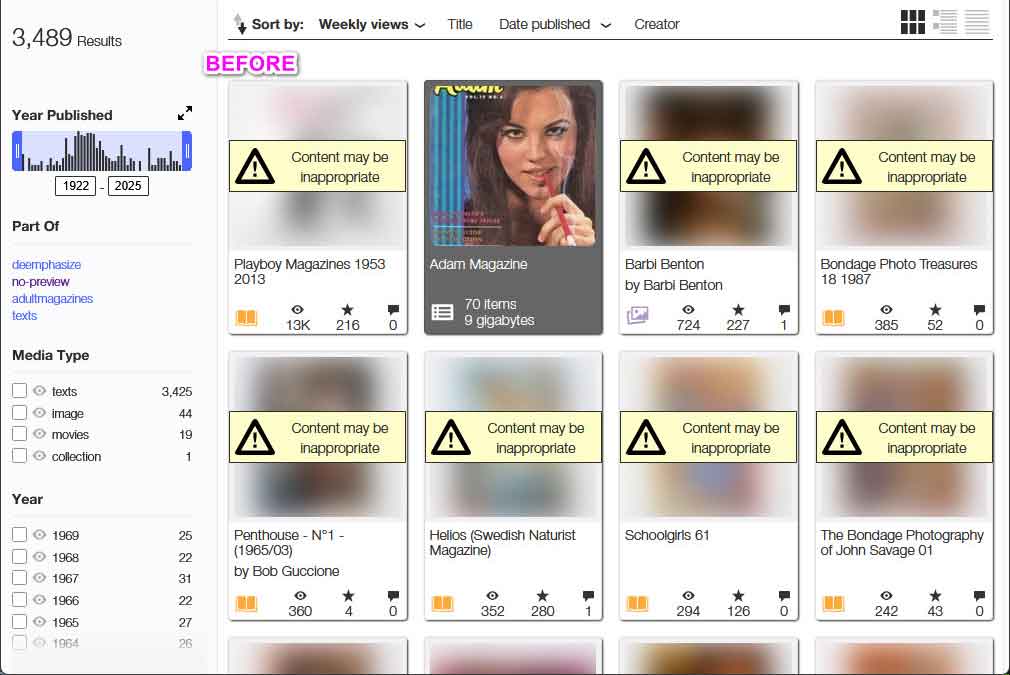 3,489 Results
Sort by: Weekly views Title Date published Creator
BEFORE
Year Published
1922 - 2025
Part Of
deemphasize
no-preview
adultmagazines
texts
Media Type
texts 3,425
image 44
movies 19
collection 1
Year
1969 25
1968 22
1967 31
1966 22
1965 27
1964 26
Content may be
inappropriate
Playboy Magazines 1953
2013
13K 216 0
Adam
Adam Magazine
70 items
9 gigabytes
Content may be
inappropriate
Barbi Benton
by Barbi Benton
724 227 1
Content may be
inappropriate
Bondage Photo Treasures
18 1987
385 52 0
Content may be
inappropriate
Penthouse - N°1 -
(1965/03)
by Bob Guccione
360 4 0
Content may be
inappropriate
Helios (Swedish Naturist
Magazine)
352 280 1
Content may be
inappropriate
Schoolgirls 61
294 126 0
Content may be
inappropriate
The Bondage Photography
of John Savage 01
242 43 0